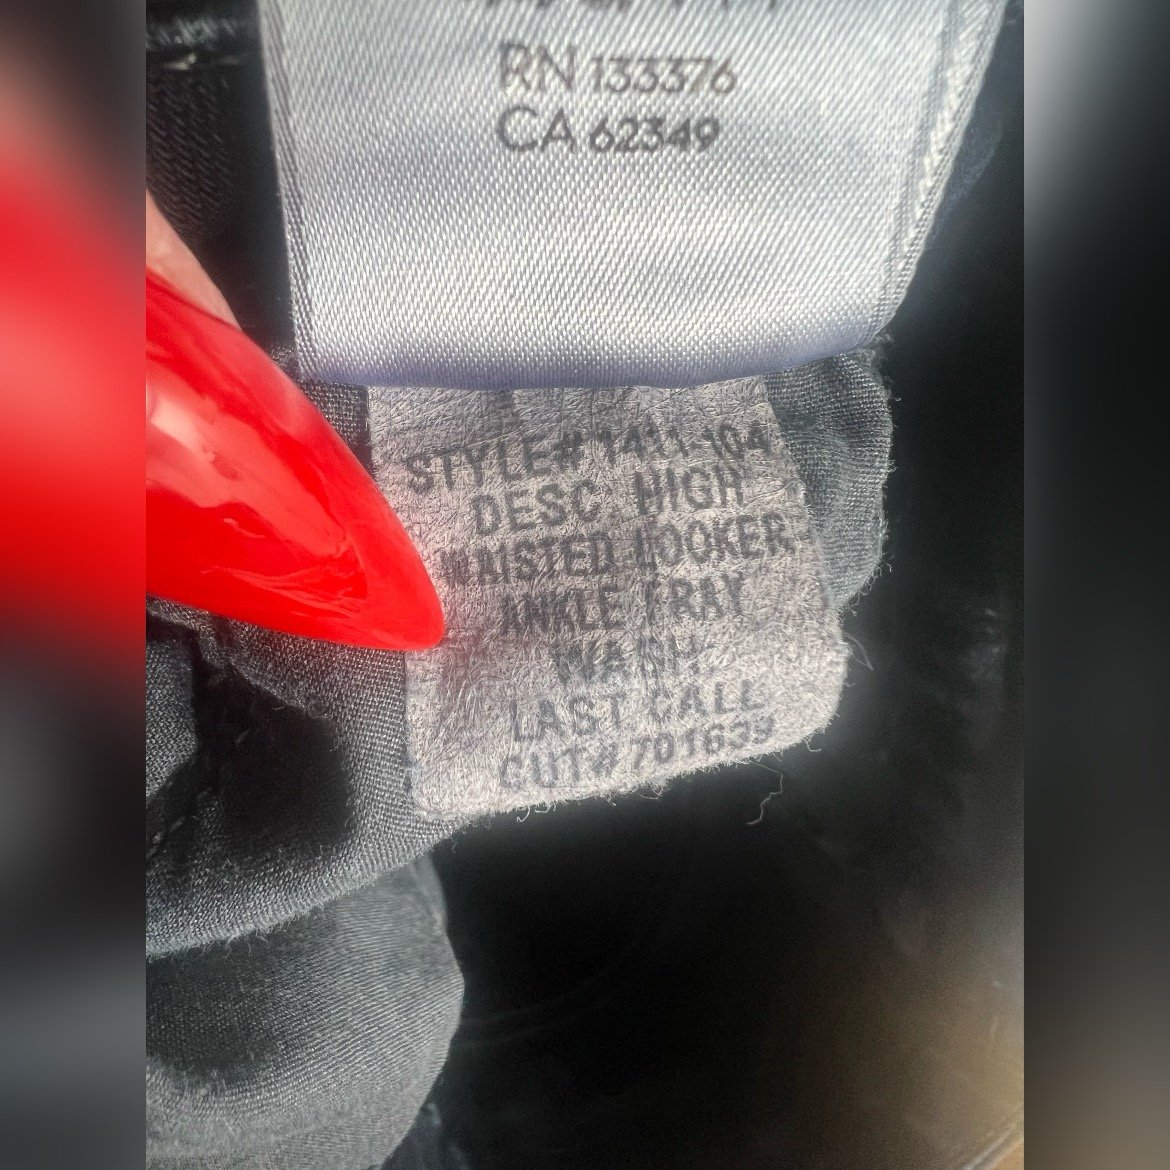 RN 133376
CA 62349
STYLE# 1411-104
DESC: HIGH
WAISTED LOOKER
ANKLE FRAY
WASH
LAST CALL
CUT# 701639